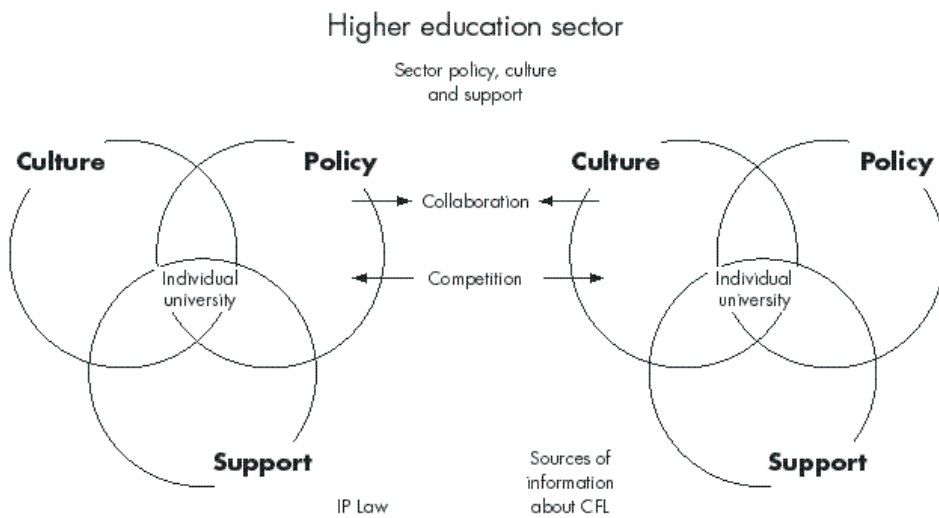 Higher education sector
Sector policy, culture
and support
Culture
Policy
Culture
Policy
Collaboration
Competition
Individual
university
Individual
university
Support
Support
Sources of
information
about CFL
IP Law